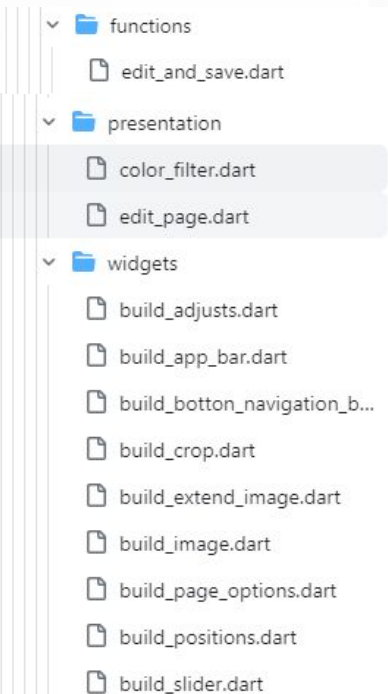 functions
edit_and_save.dart
presentation
color_filter.dart
edit_page.dart
widgets
build_adjusts.dart
build_app_bar.dart
build_botton_navigation_b...
build_crop.dart
build_extend_image.dart
build_image.dart
build_page_options.dart
build_positions.dart
build_slider.dart